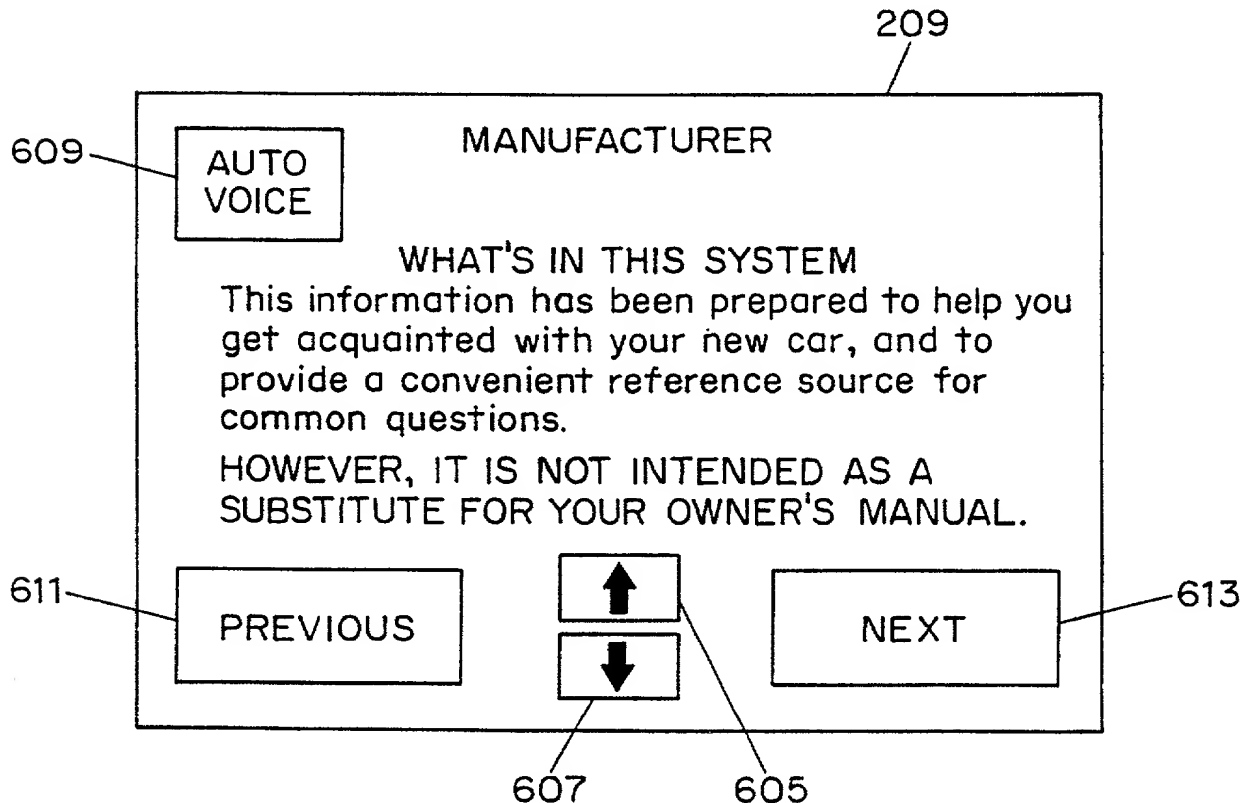 209
609
AUTO
VOICE
MANUFACTURER
WHAT'S IN THIS SYSTEM
This information has been prepared to help you
get acquainted with your new car, and to
provide a convenient reference source for
common questions.
HOWEVER, IT IS NOT INTENDED AS A
SUBSTITUTE FOR YOUR OWNER'S MANUAL.
611
PREVIOUS
NEXT
613
607
605